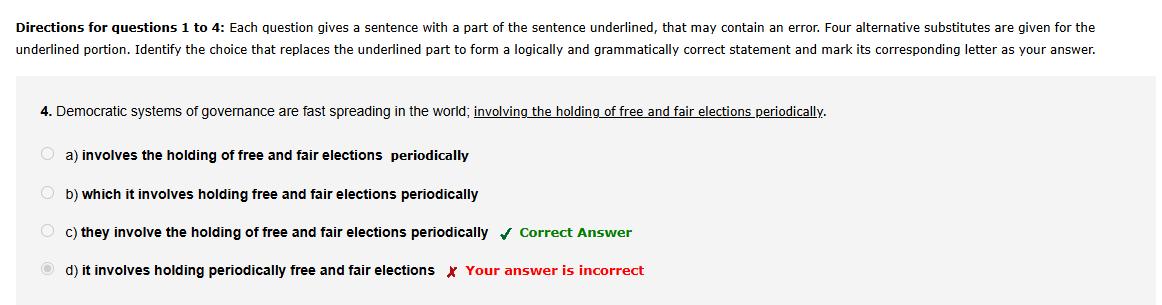 Directions for questions 1 to 4: Each question gives a sentence with a part of the sentence underlined, that may contain an error. Four alternative substitutes are given for the
underlined portion. Identify the choice that replaces the underlined part to form a logically and grammatically correct statement and mark its corresponding letter as your answer.
4. Democratic systems of governance are fast spreading in the world; involving the holding of free and fair elections periodically.
a) involves the holding of free and fair elections periodically
b) which it involves holding free and fair elections periodically
c) they involve the holding of free and fair elections periodically ✓ Correct Answer
d) it involves holding periodically free and fair elections ✗ Your answer is incorrect